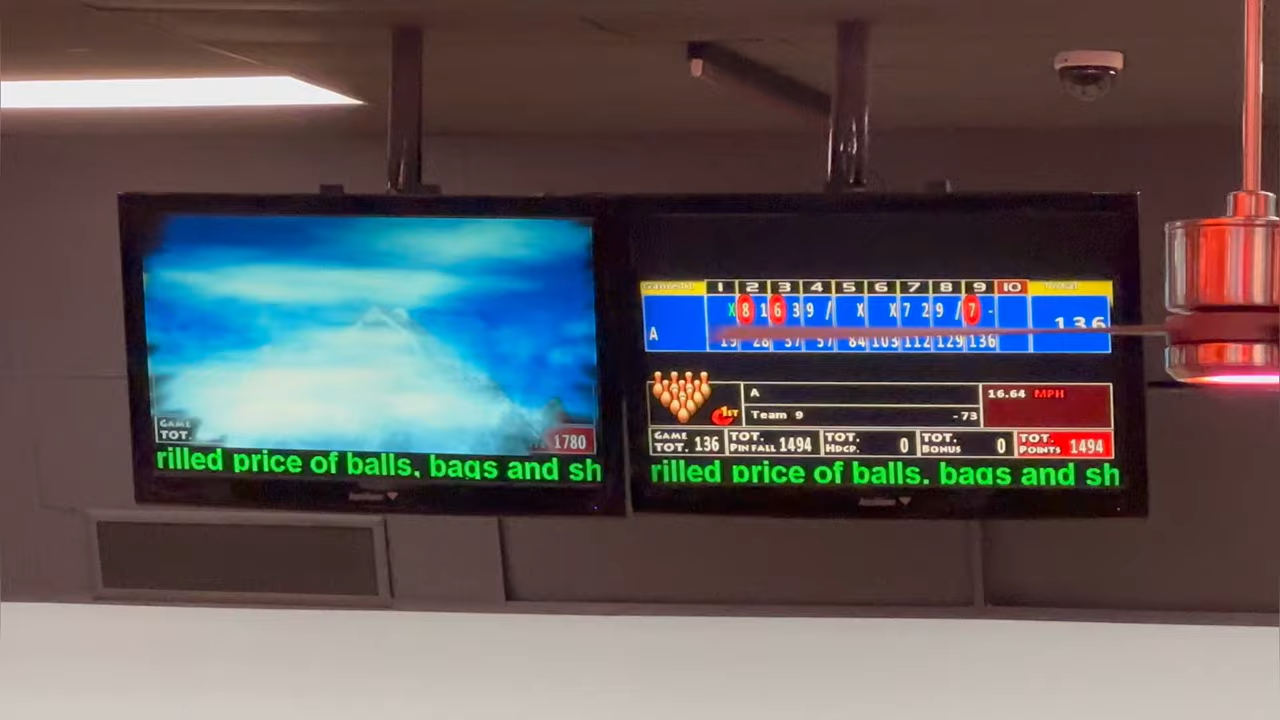 GAME
TOT.
1780
rilled price of balls, bags and sh
1 2 3 4 5 6 7 8 9 10 Total
X 8 1 6 3 9 / X X 7 2 9 / 7 -
A
19 28 37 57 84 103 112 129 136
136
A
Team 9 -73
16.64 MPH
1ST
GAME TOT. 136
TOT. PINFALL 1494
TOT. HDCP. 0
TOT. BONUS 0
TOT. POINTS 1494
rilled price of balls, bags and sh